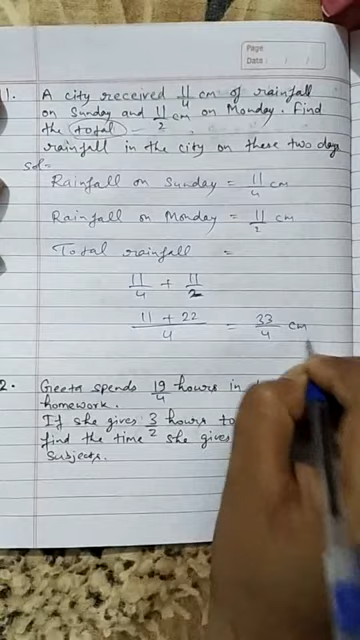 Page:
Date: / /
1. A city received 11/4 cm of rainfall
on Sunday and 11/2 cm on Monday. Find
the total
rainfall in the city on these two days
Sol-
Rainfall on Sunday = 11/4 cm
Rainfall on Monday = 11/2 cm
Total rainfall =
11/4 + 11/2
11 + 22/4 = 33/4 cm
2. Geeta spends 19/4 hours in
homework.
If she gives 3/2 hours to
find the time she gives
subjects.